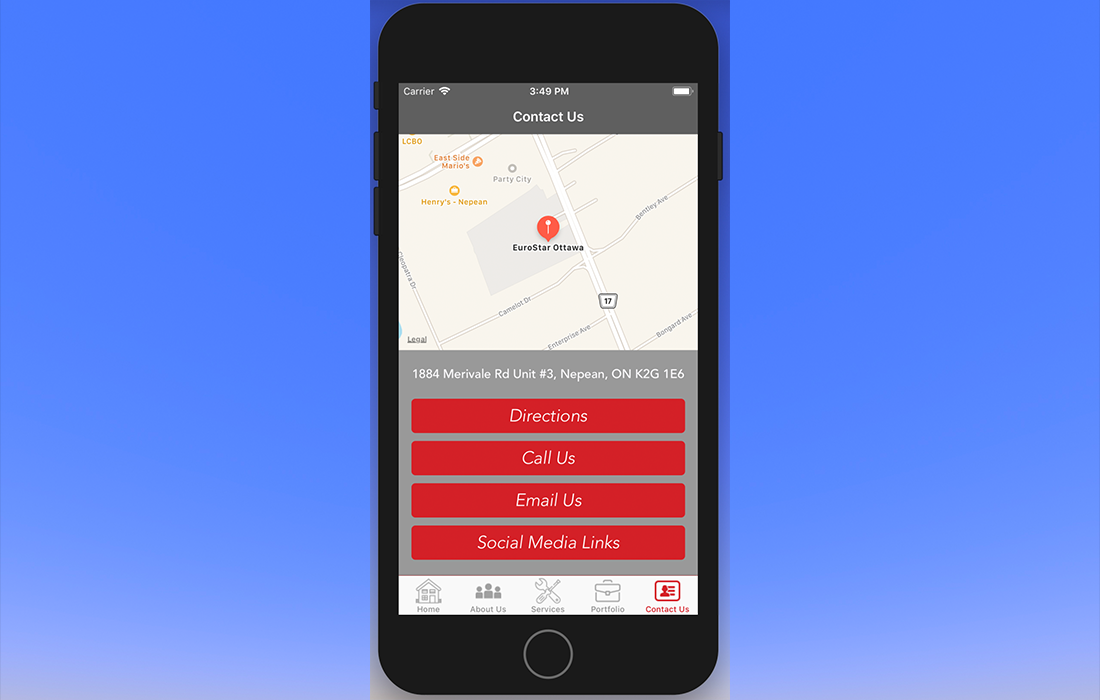 Carrier
3:49 PM
Contact Us
LCBO
East Side
Mario's
Party City
Henry's - Nepean
Bentley Ave
EuroStar Ottawa
Cleopatra Dr
17
Camelot Dr
Enterprise Ave
Bongard Ave
Legal
1884 Merivale Rd Unit #3, Nepean, ON K2G 1E6
Directions
Call Us
Email Us
Social Media Links
Home
About Us
Services
Portfolio
Contact Us